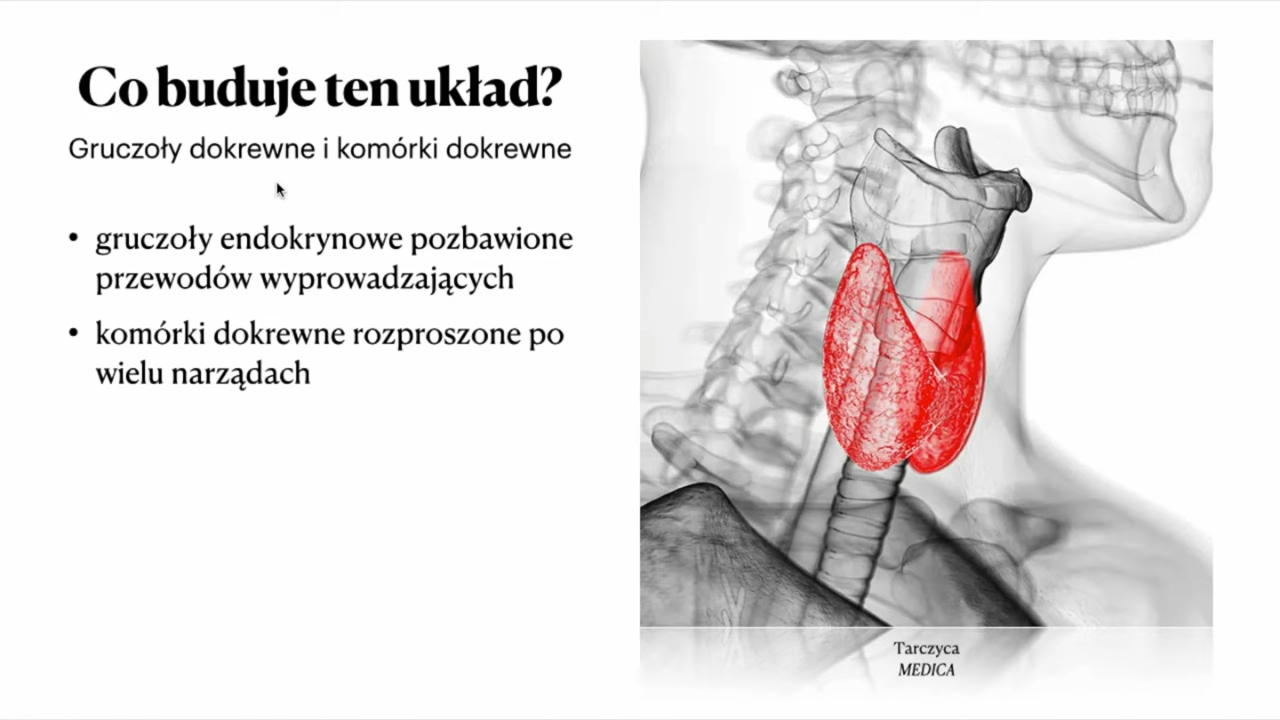 Co buduje ten układ?
Gruczoły dokrewne i komórki dokrewne
• gruczoły endokrynowe pozbawione
przewodów wyprowadzających
• komórki dokrewne rozproszone po
wielu narządach
Tarczyca
MEDICA